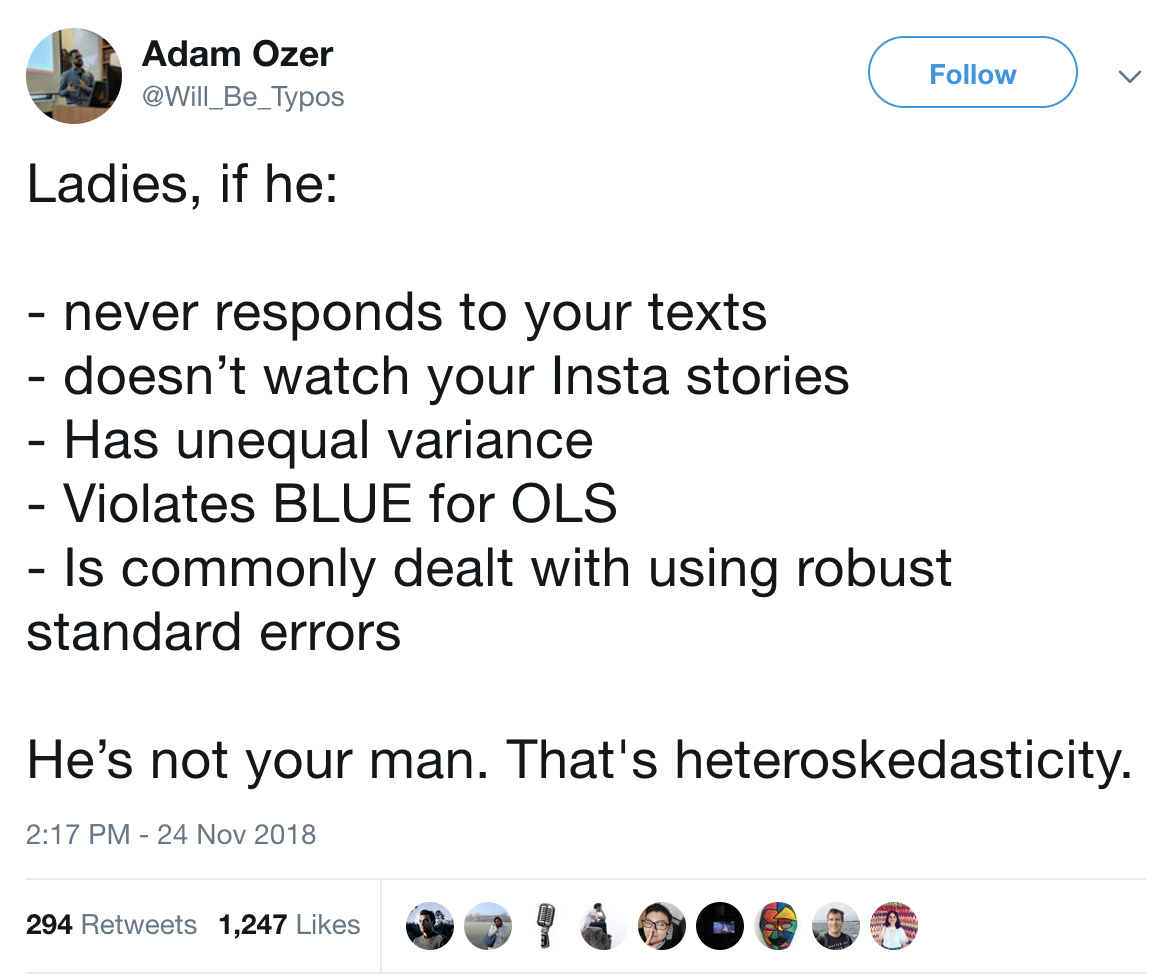 Adam Ozer
@Will_Be_Typos
Follow
Ladies, if he:
- never responds to your texts
- doesn’t watch your Insta stories
- Has unequal variance
- Violates BLUE for OLS
- Is commonly dealt with using robust
standard errors
He’s not your man. That's heteroskedasticity.
2:17 PM - 24 Nov 2018
294 Retweets 1,247 Likes